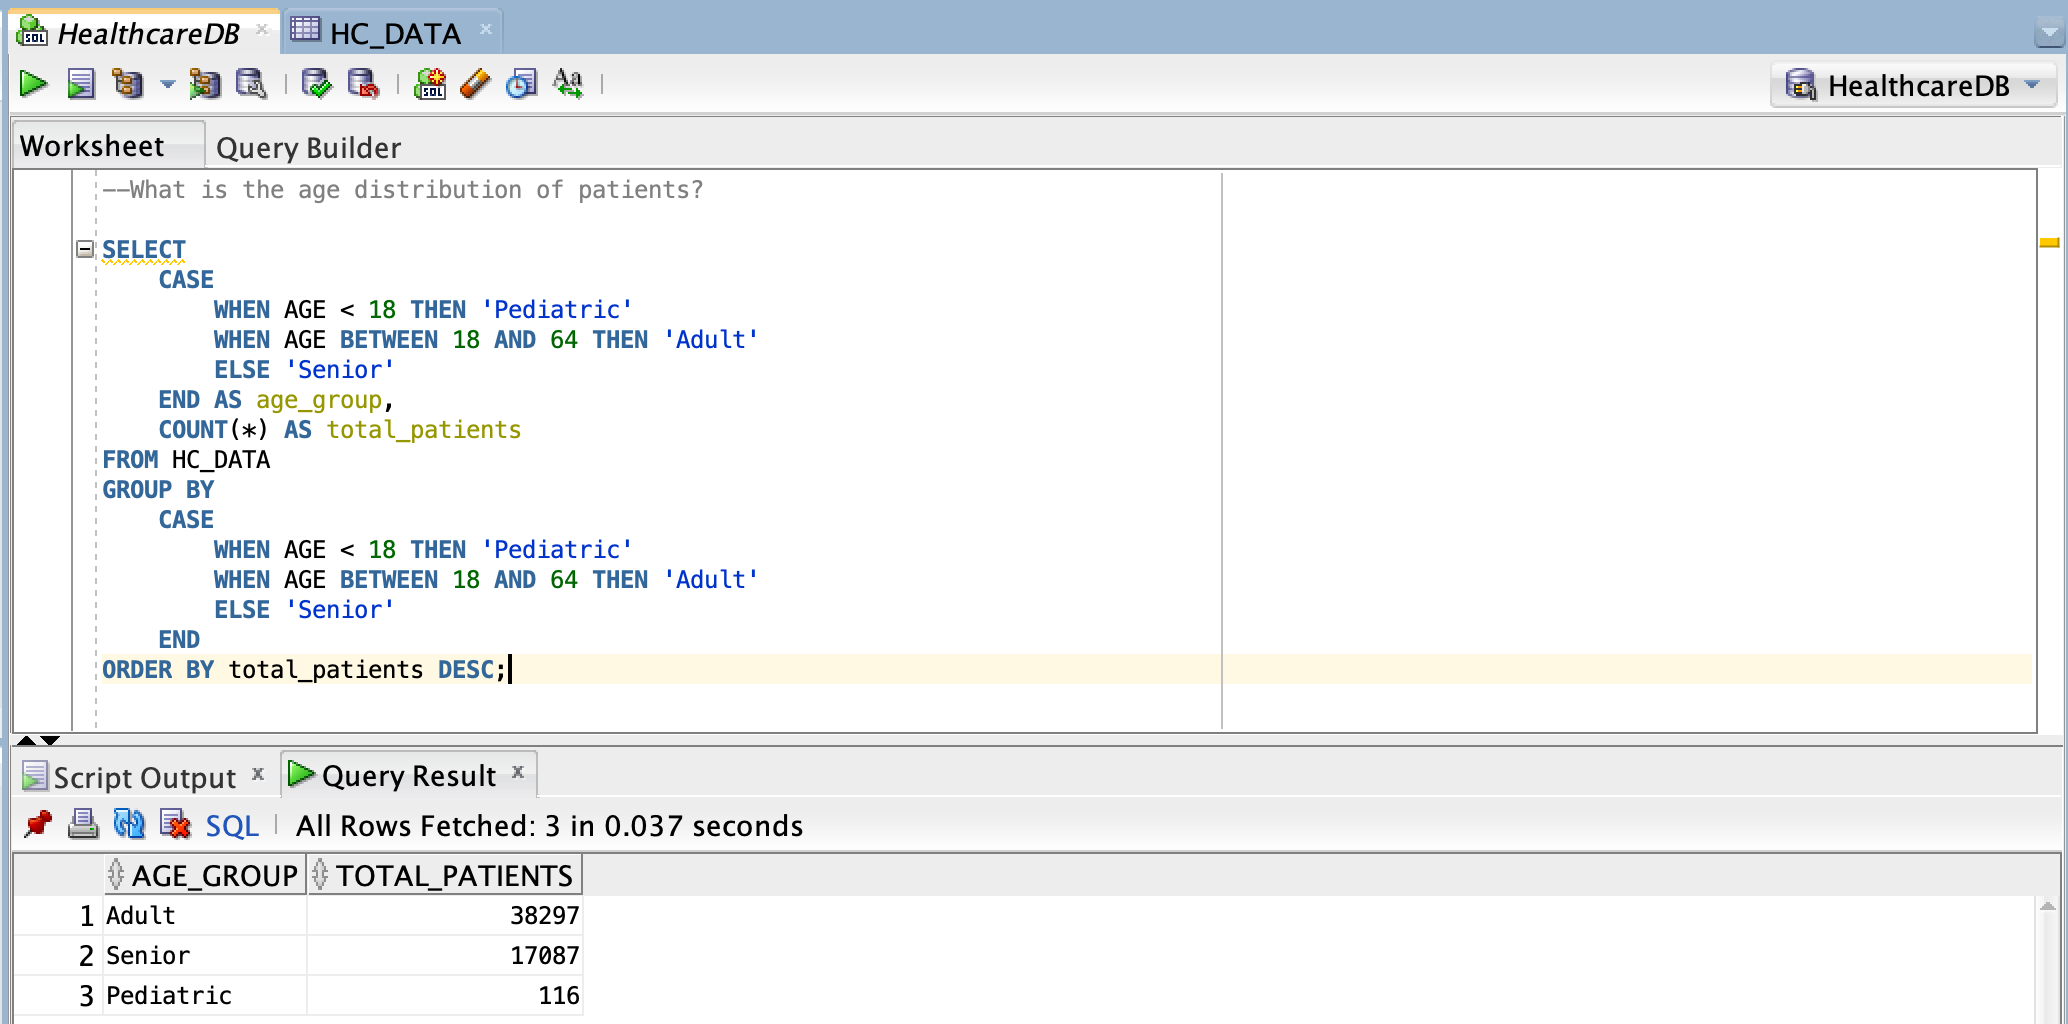 HealthcareDB
HC_DATA
HealthcareDB
Worksheet
Query Builder
--What is the age distribution of patients?
SELECT
    CASE
        WHEN AGE < 18 THEN 'Pediatric'
        WHEN AGE BETWEEN 18 AND 64 THEN 'Adult'
        ELSE 'Senior'
    END AS age_group,
    COUNT(*) AS total_patients
FROM HC_DATA
GROUP BY
    CASE
        WHEN AGE < 18 THEN 'Pediatric'
        WHEN AGE BETWEEN 18 AND 64 THEN 'Adult'
        ELSE 'Senior'
    END
ORDER BY total_patients DESC;
Script Output
Query Result
SQL
All Rows Fetched: 3 in 0.037 seconds
AGE_GROUP TOTAL_PATIENTS
1 Adult 38297
2 Senior 17087
3 Pediatric 116